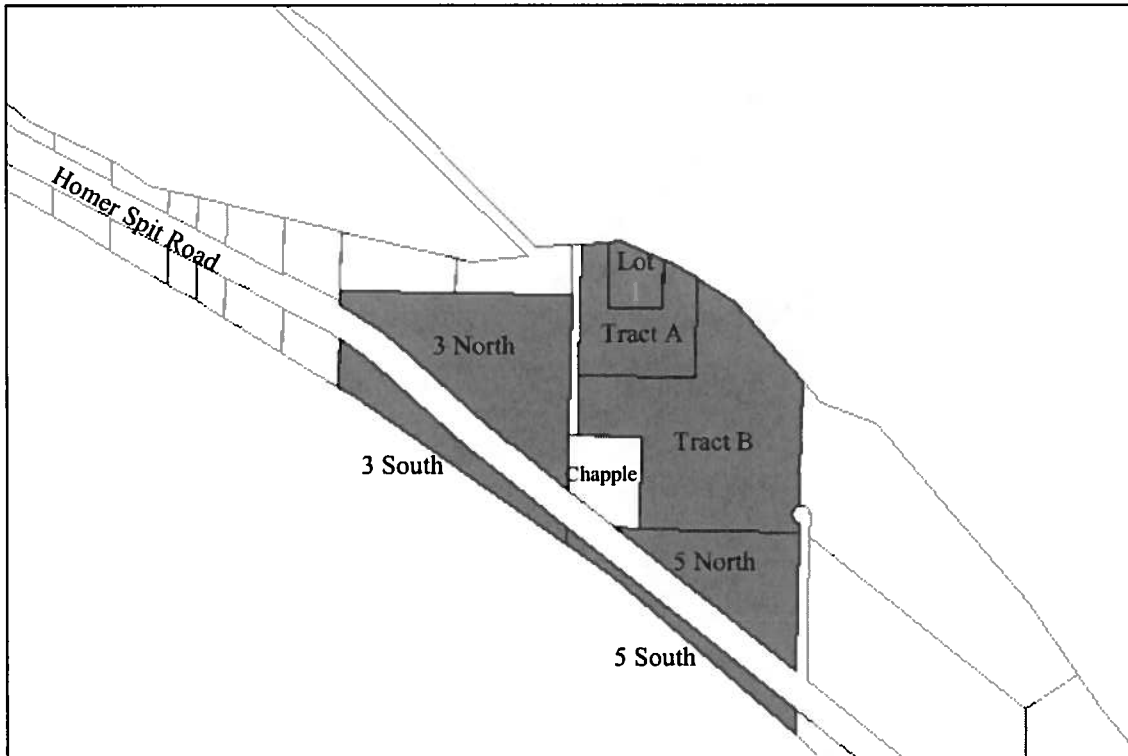 Homer Spit Road
Lot
1
Tract A
3 North
Tract B
3 South
Chapple
5 North
5 South